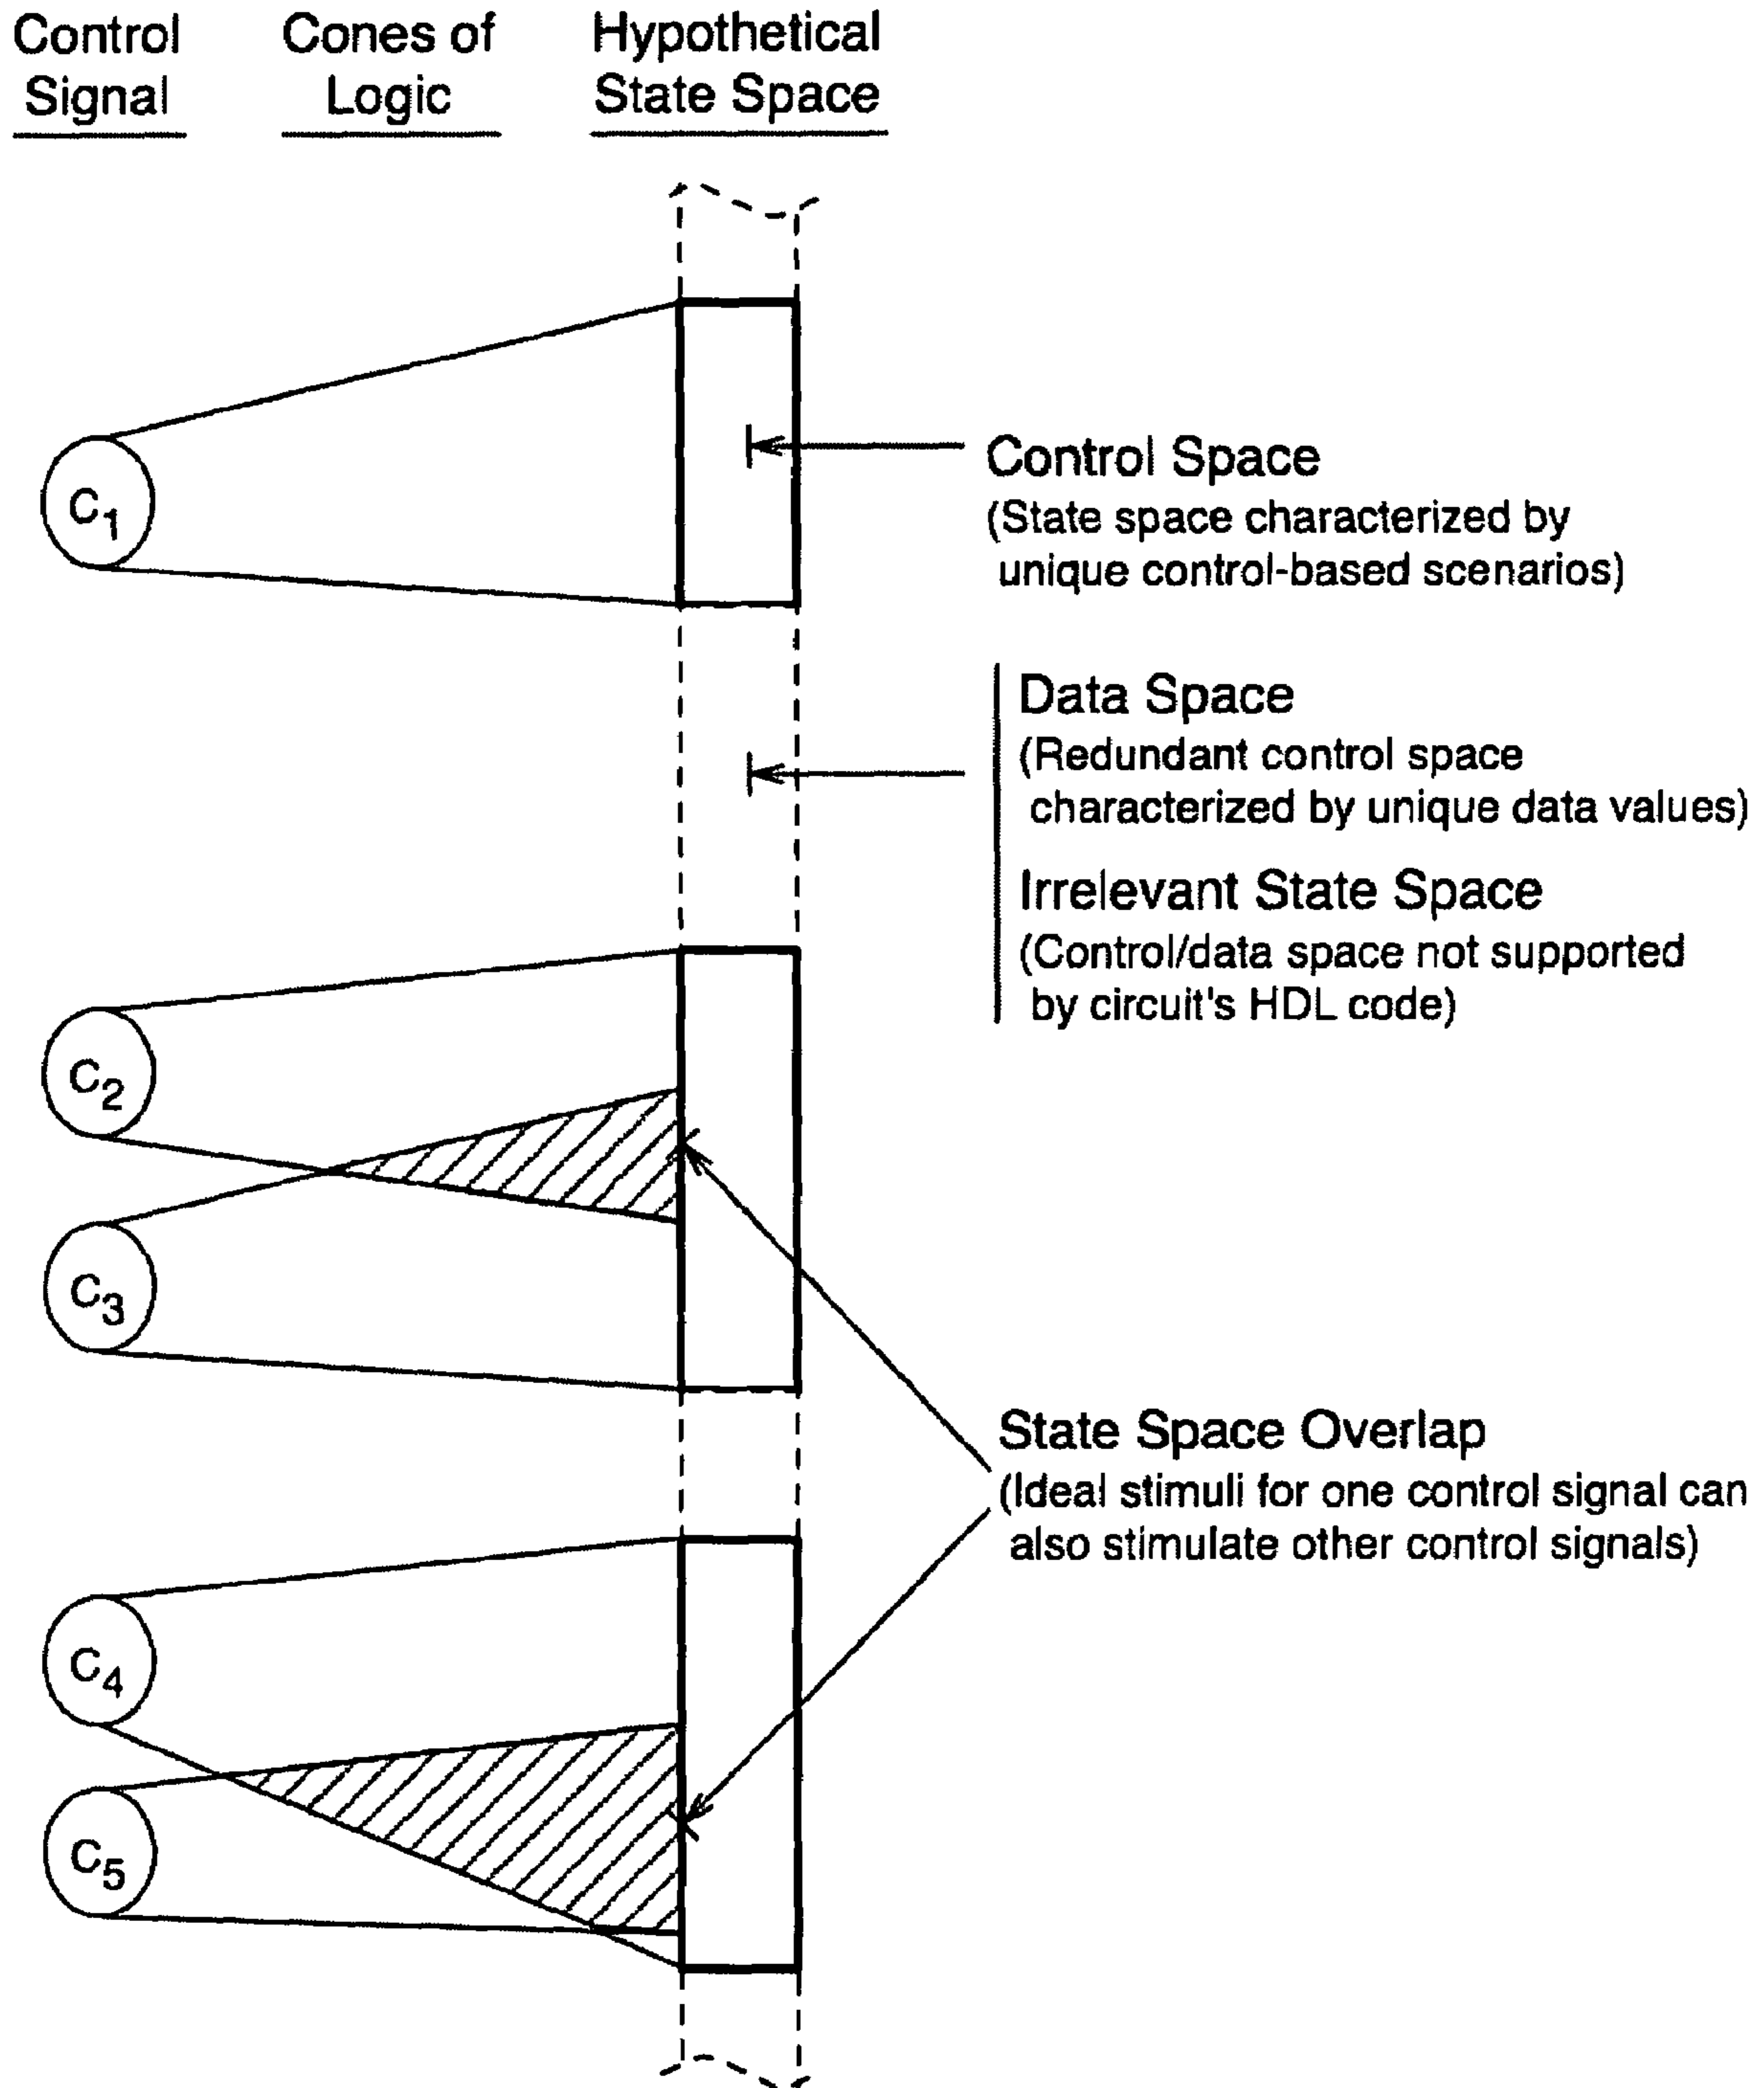 Control Signal
Cones of Logic
Hypothetical State Space
C1
Control Space
(State space characterized by
unique control-based scenarios)
Data Space
(Redundant control space
characterized by unique data values)
Irrelevant State Space
(Control/data space not supported
by circuit's HDL code)
C2
C3
State Space Overlap
(Ideal stimuli for one control signal can
also stimulate other control signals)
C4
C5